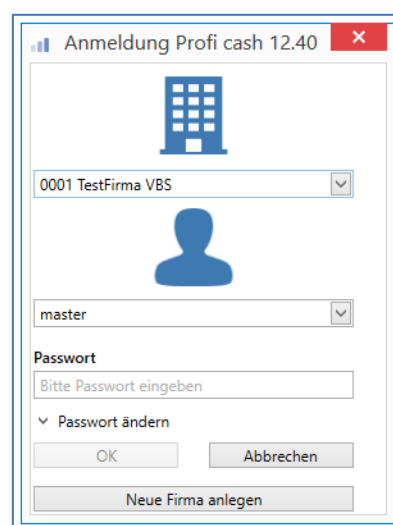 Anmeldung Profi cash 12.40
0001 TestFirma VBS
master
Passwort
Bitte Passwort eingeben
Passwort ändern
OK Abbrechen
Neue Firma anlegen